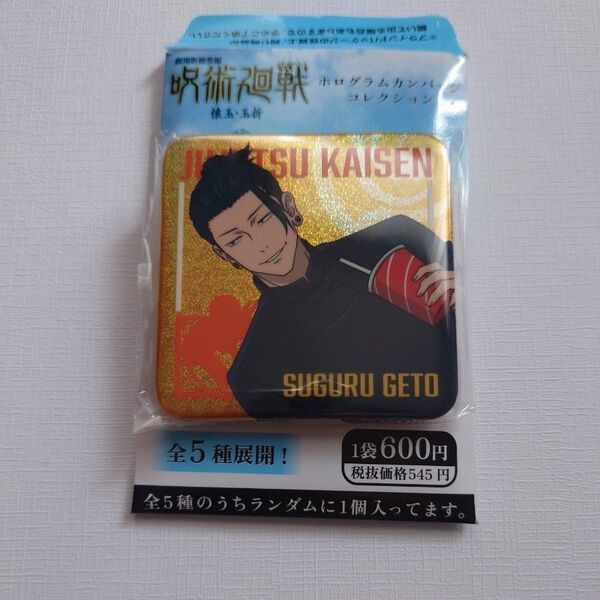 劇場版総集編
呪術廻戦
懐玉・玉折
ホログラムカンバッジ
コレクション
JUJUTSU KAISEN
SUGURU GETO
全5種展開！
1袋600円
税抜価格545円
全5種のうちランダムに1個入ってます。